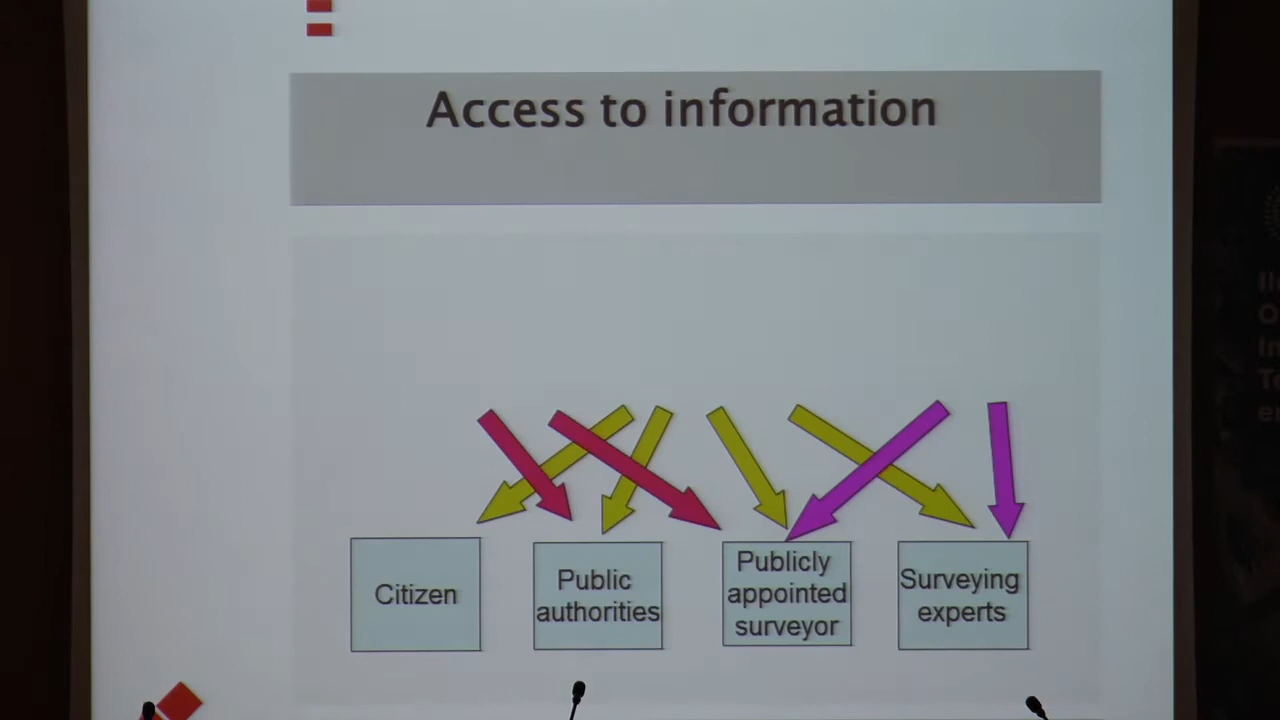 Access to information
Citizen
Public
authorities
Publicly
appointed
surveyor
Surveying
experts